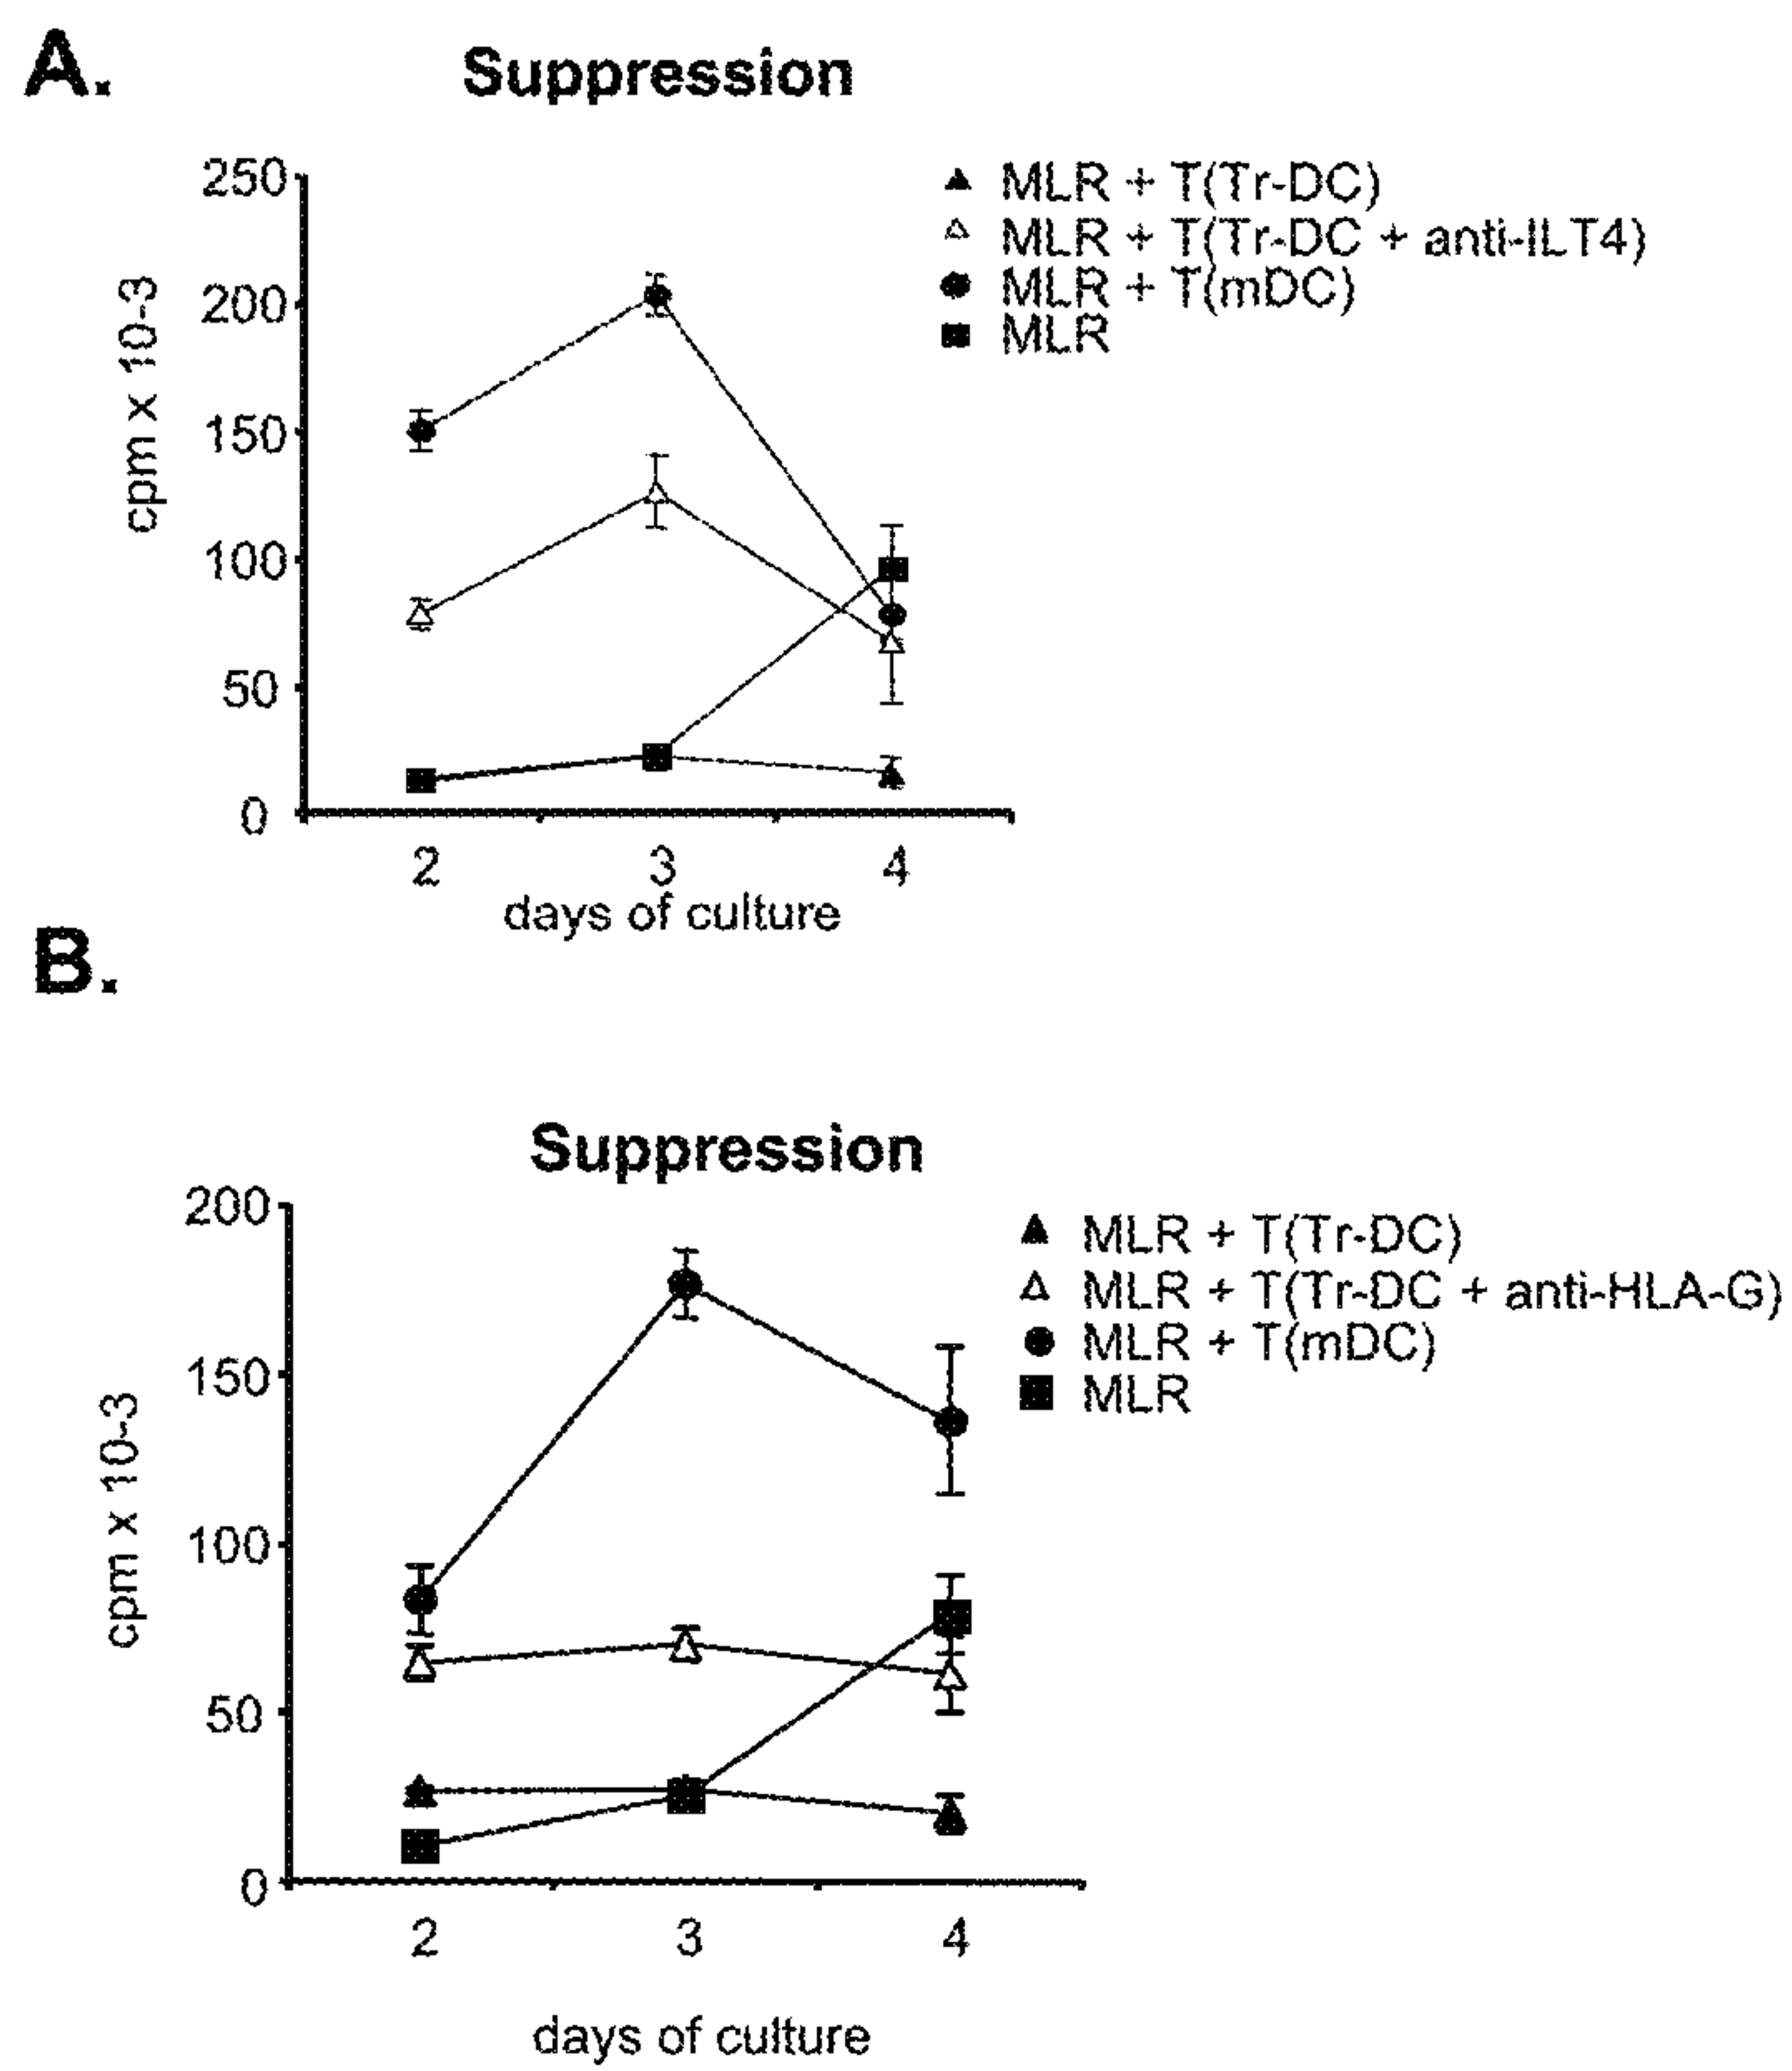 A.
Suppression
250
200
150
100
50
0
cpm x 10-3
2 3 4
days of culture
MLR + T(Tr-DC)
MLR + T(Tr-DC + anti-ILT4)
MLR + T(mDC)
MLR
B.
Suppression
200
150
100
50
0
cpm x 10-3
2 3 4
days of culture
MLR + T(Tr-DC)
MLR + T(Tr-DC + anti-HLA-G)
MLR + T(mDC)
MLR